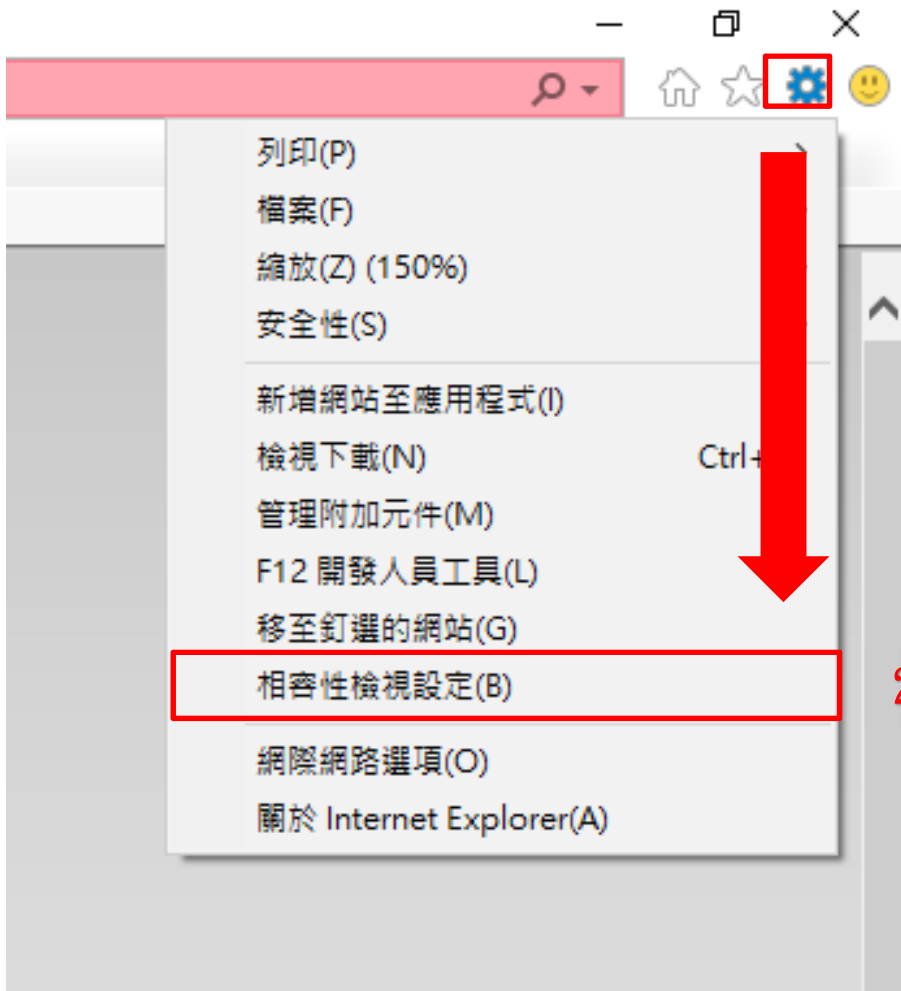 列印(P)
檔案(F)
縮放(Z) (150%)
安全性(S)
新增網站至應用程式(I)
檢視下載(N) Ctrl+
管理附加元件(M)
F12 開發人員工具(L)
移至釘選的網站(G)
相容性檢視設定(B)
網際網路選項(O)
關於 Internet Explorer(A)